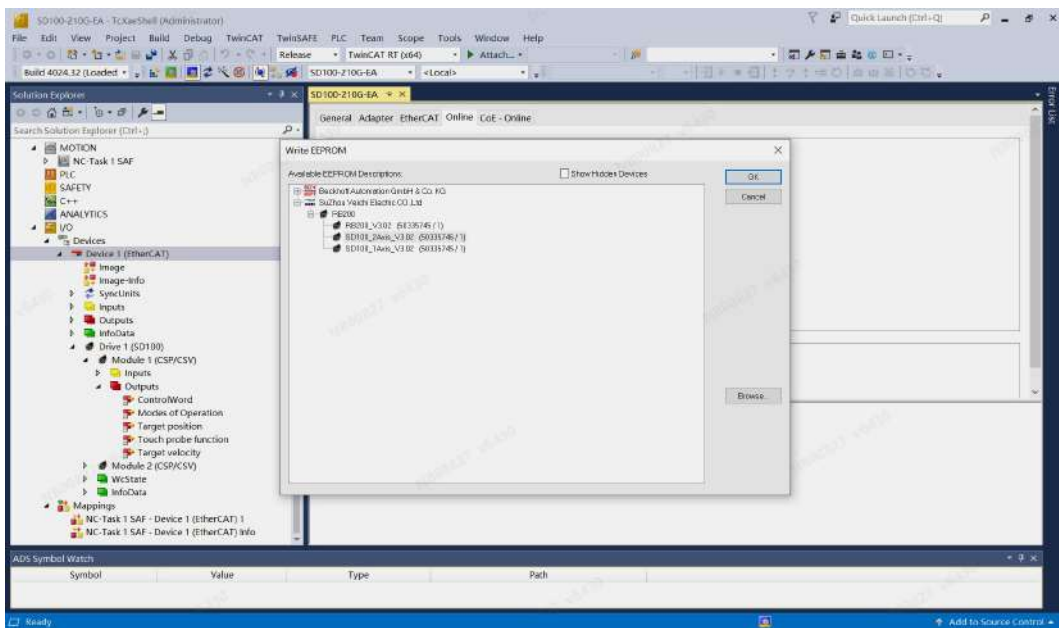 SD100-210G-EA - TcXaeShell (Administrator)
Quick Launch (Ctrl+Q)
File Edit View Project Build Debug TwinCAT TwinSAFE PLC Team Scope Tools Window Help
Release TwinCAT RT (x64) Attach...
Build 4024.32 (Loaded SD100-210G-EA <Local>
Solution Explorer
Search Solution Explorer (Ctrl+;)
MOTION
NC-Task 1 SAF
PLC
SAFETY
C++
ANALYTICS
I/O
Devices
Device 1 (EtherCAT)
Image
Image-Info
SyncUnits
Inputs
Outputs
InfoData
Drive 1 (SD100)
Module 1 (CSP/CSV)
Inputs
Outputs
ControlWord
Modes of Operation
Target position
Touch probe function
Target velocity
Module 2 (CSP/CSV)
WcState
InfoData
Mappings
NC-Task 1 SAF - Device 1 (EtherCAT) 1
NC-Task 1 SAF - Device 1 (EtherCAT) Info
SD100-210G-EA
General Adapter EtherCAT Online CoE - Online
Write EEPROM
Available EEPROM Descriptions:
Show Hidden Devices
OK
Cancel
Browse...
Beckhoff Automation GmbH & Co. KG
SuZhou Veichi Electric CO.,Ltd
Error List
ADS Symbol Watch
Symbol Value Type Path
Ready
Add to Source Control